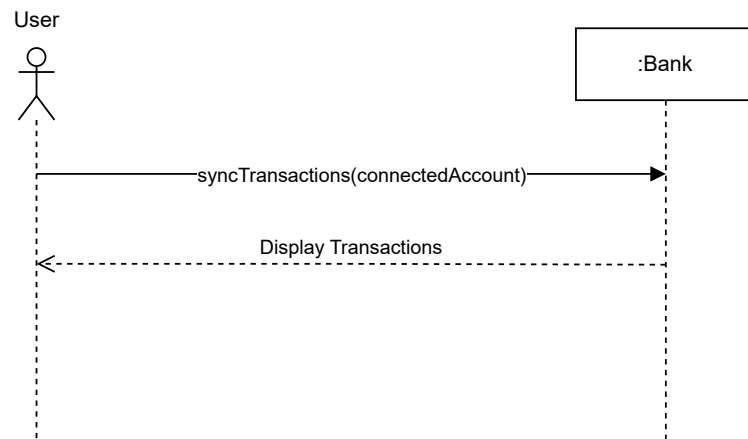 User
:Bank
syncTransactions(connectedAccount)
Display Transactions